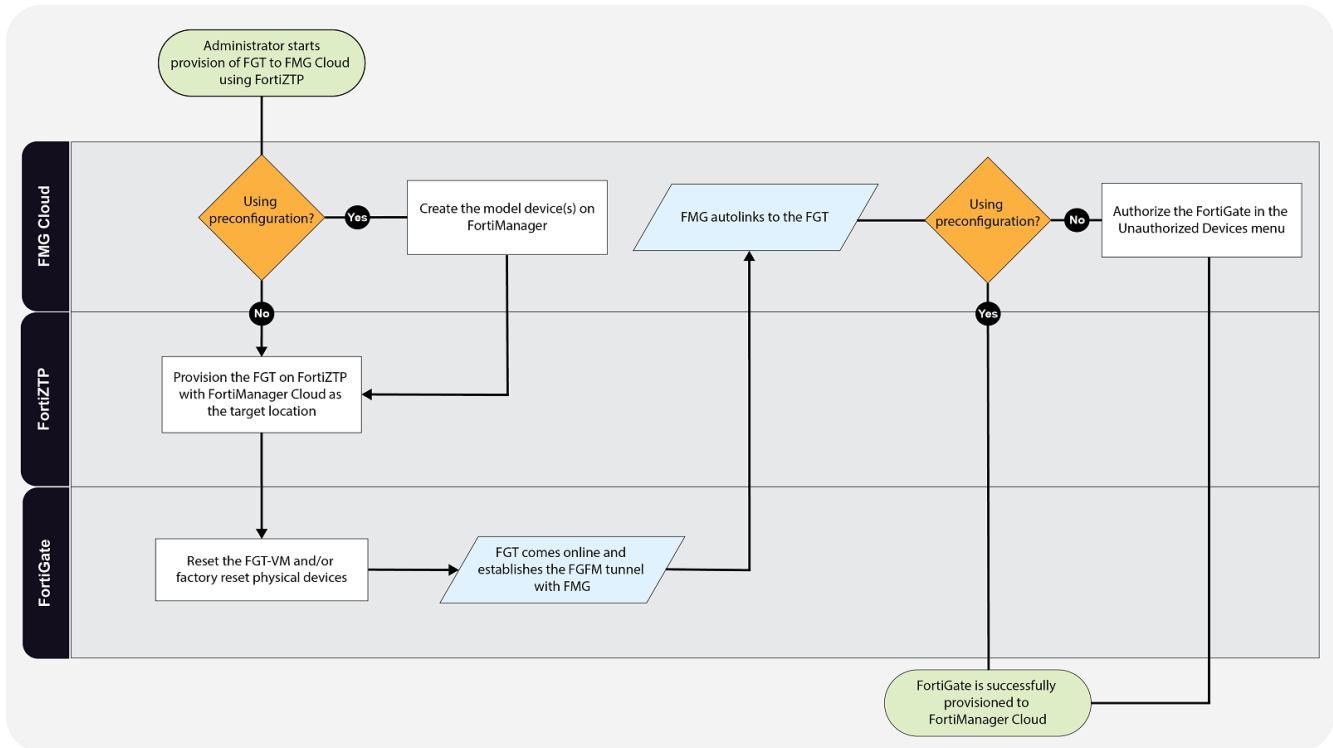 Administrator starts
provision of FGT to FMG Cloud
using FortiZTP
FMG Cloud
Using
preconfiguration?
Yes
Create the model device(s) on
FortiManager
FMG autolinks to the FGT
Using
preconfiguration?
No
Authorize the FortiGate in the
Unauthorized Devices menu
No
Yes
FortiZTP
Provision the FGT on FortiZTP
with FortiManager Cloud as
the target location
FortiGate
Reset the FGT-VM and/or
factory reset physical devices
FGT comes online and
establishes the FGFM tunnel
with FMG
FortiGate is successfully
provisioned to
FortiManager Cloud